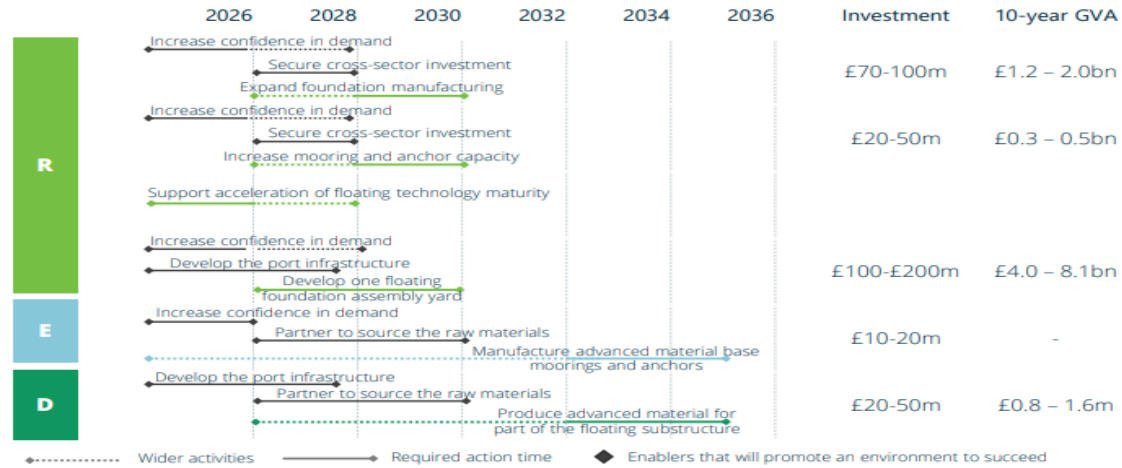 2026 2028 2030 2032 2034 2036 Investment 10-year GVA
R
Increase confidence in demand
Secure cross-sector investment
Expand foundation manufacturing
£70-100m £1.2 – 2.0bn
Increase confidence in demand
Secure cross-sector investment
Increase mooring and anchor capacity
£20-50m £0.3 – 0.5bn
Support acceleration of floating technology maturity
Increase confidence in demand
Develop the port infrastructure
Develop one floating
foundation assembly yard
£100-£200m £4.0 – 8.1bn
E
Increase confidence in demand
Partner to source the raw materials
Manufacture advanced material base
moorings and anchors
£10-20m -
D
Develop the port infrastructure
Partner to source the raw materials
Produce advanced material for
part of the floating substructure
£20-50m £0.8 – 1.6m
Wider activities Required action time Enablers that will promote an environment to succeed